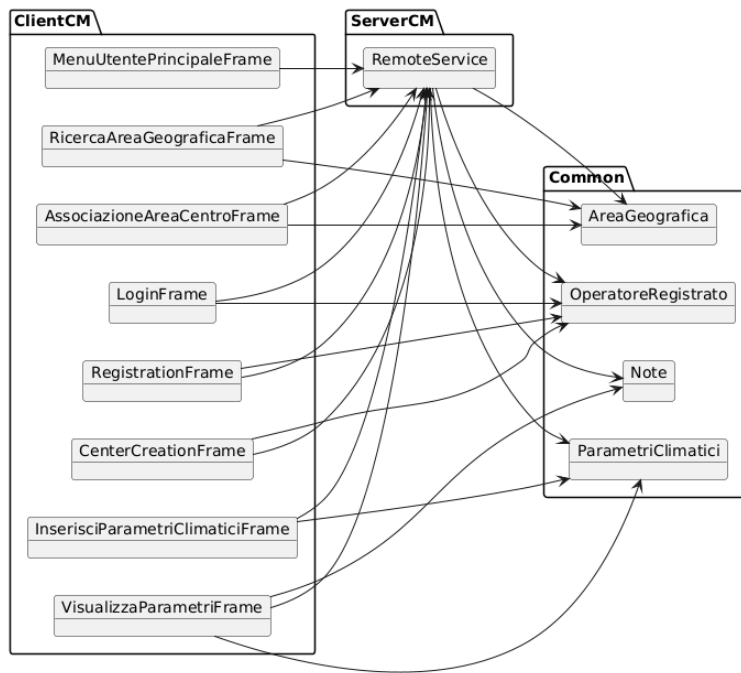 ClientCM
MenuUtentePrincipaleFrame
RicercaAreaGeograficaFrame
AssociazioneAreaCentroFrame
LoginFrame
RegistrationFrame
CenterCreationFrame
InserisciParametriClimaticiFrame
VisualizzaParametriFrame
ServerCM
RemoteService
Common
AreaGeografica
OperatoreRegistrato
Note
ParametriClimatici